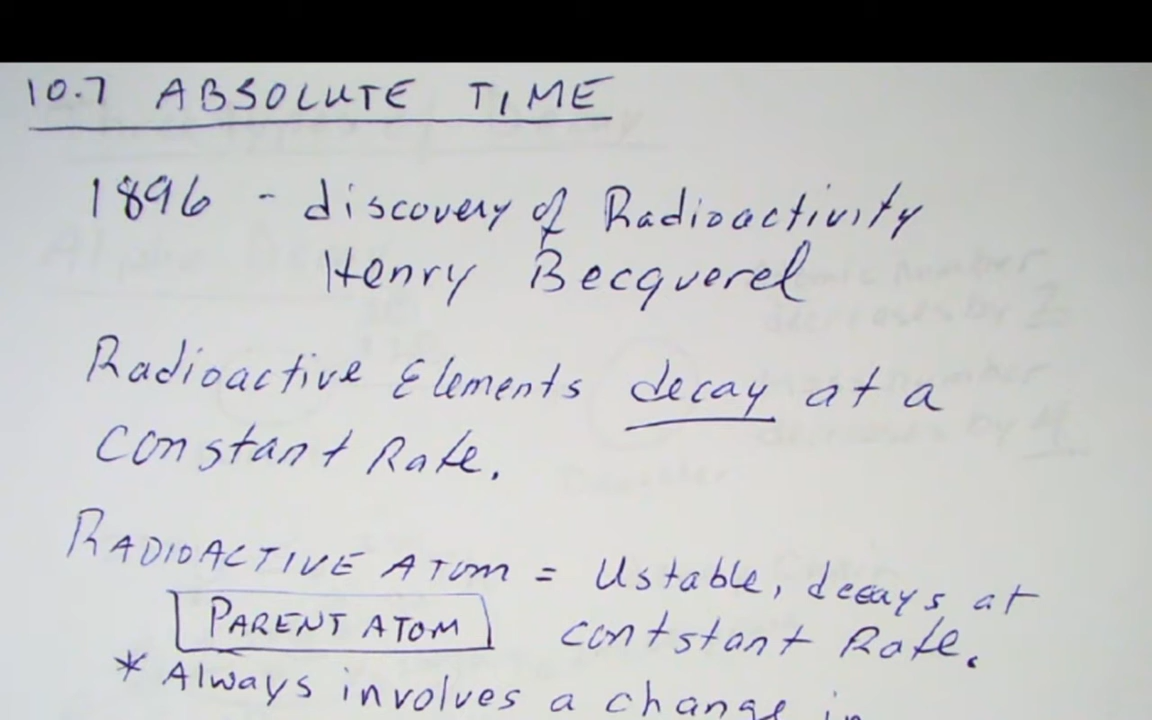 10.7 ABSOLUTE TIME
1896 - discovery of Radioactivity
Henry Becquerel
Radioactive Elements decay at a
constant Rate.
RADIOACTIVE ATOM = Ustable, decays at
PARENT ATOM contstant Rate.
* Always involves a change in